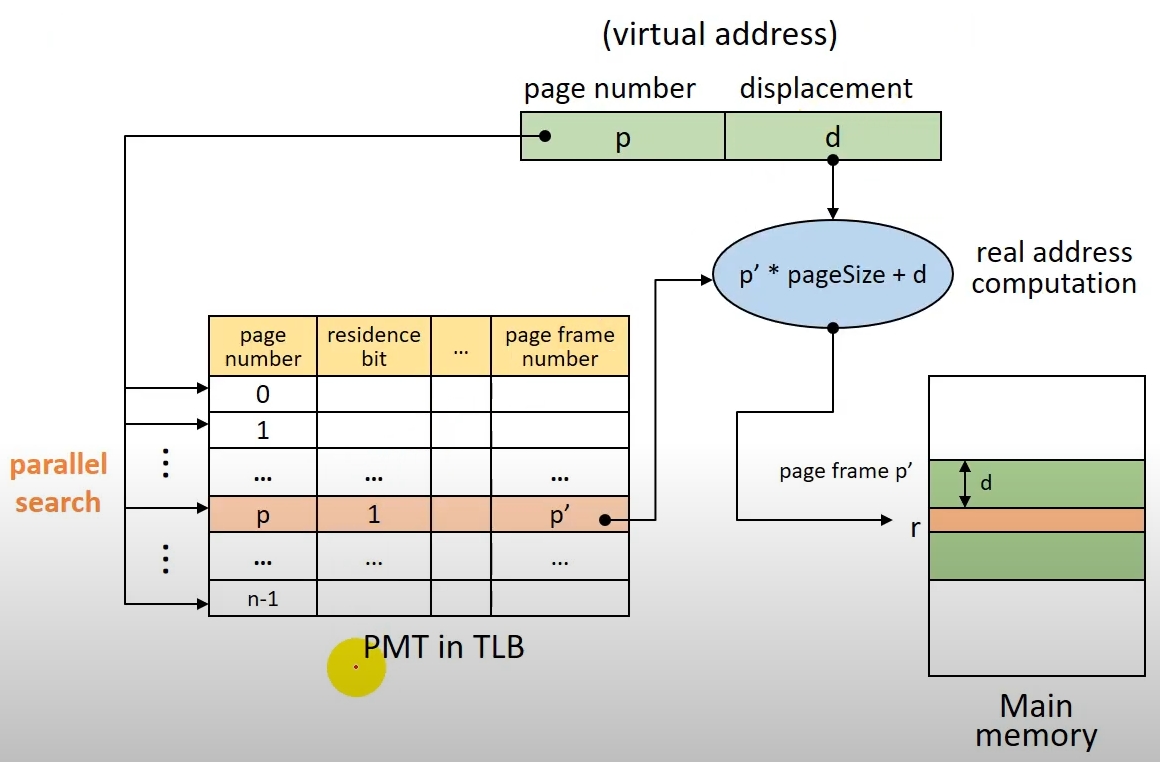 (virtual address)
page number displacement
p d
p’ * pageSize + d
real address
computation
page
number
residence
bit
...
page frame
number
0
1
... ... ...
p 1 p’
... ... ...
n-1
parallel
search
⋮
⋮
PMT in TLB
page frame p’
d
r
Main
memory